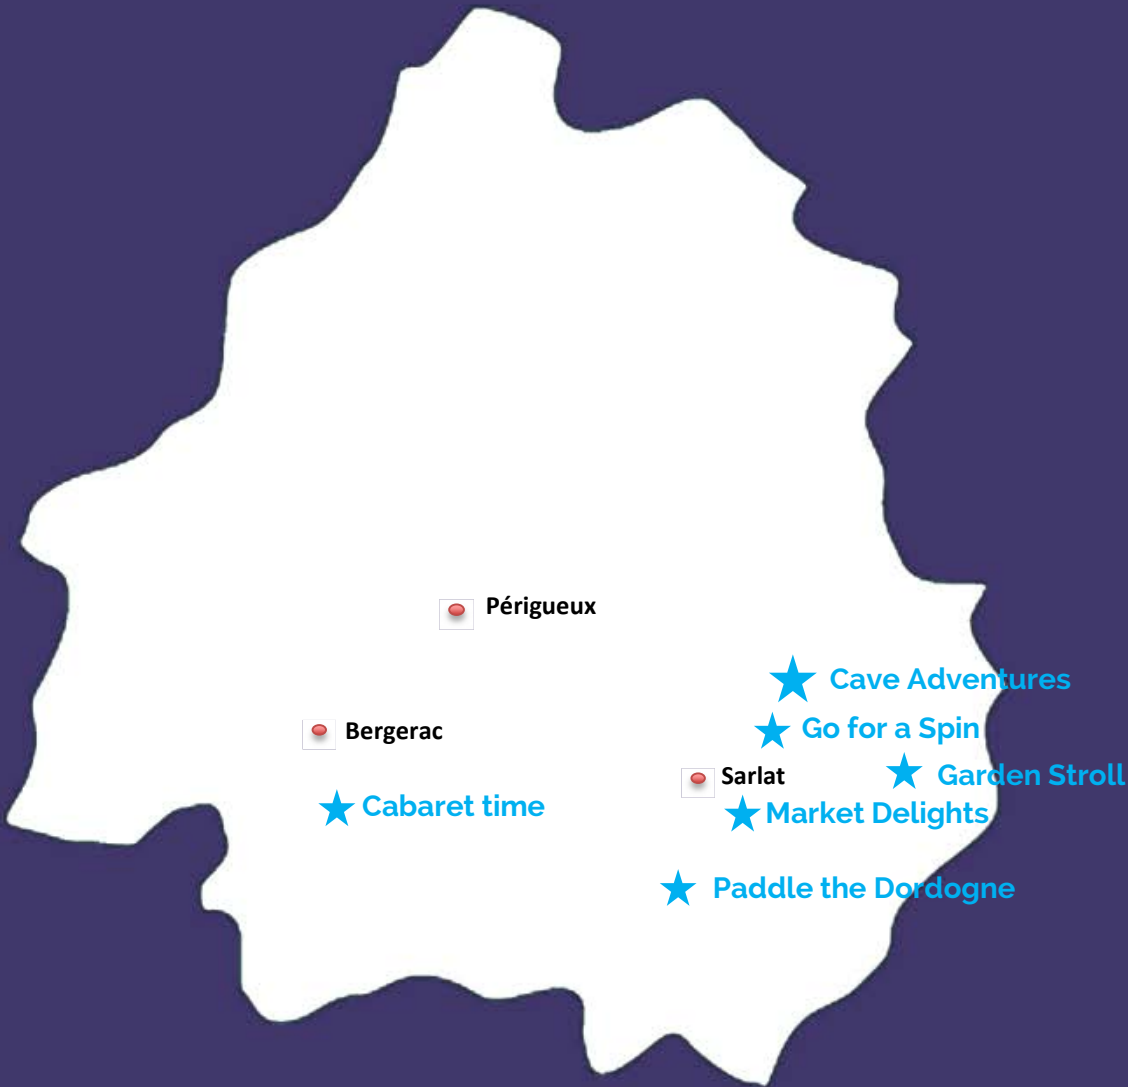 Périgueux
Cave Adventures
Go for a Spin
Bergerac
Garden Stroll
Sarlat
Cabaret time
Market Delights
Paddle the Dordogne